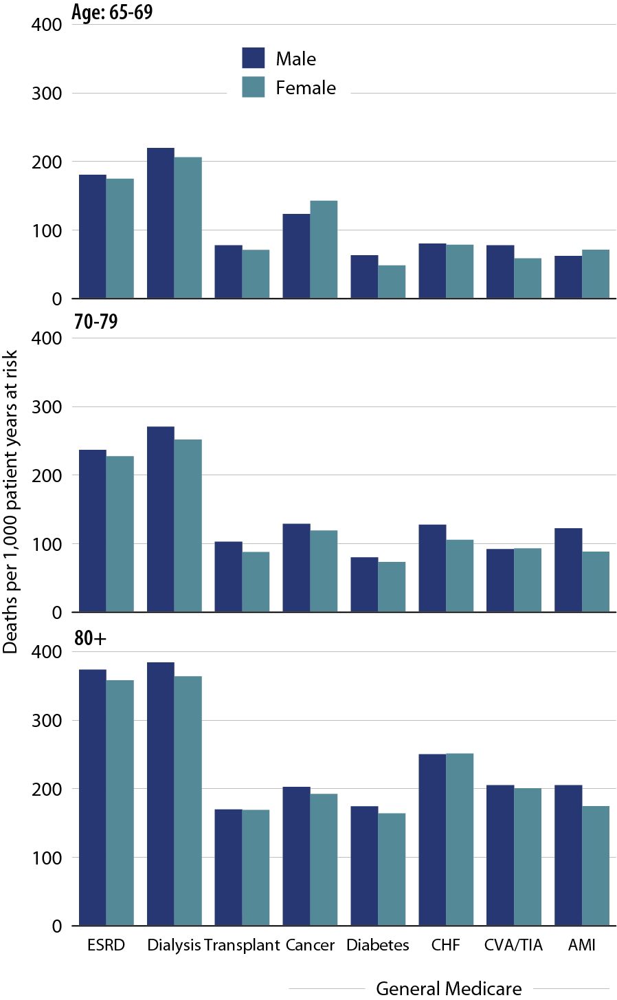 Age: 65-69
400
Male
Female
300
200
100
0
70-79
400
300
200
100
0
Deaths per 1,000 patient years at risk
80+
400
300
200
100
0
ESRD Dialysis Transplant Cancer Diabetes CHF CVA/TIA AMI
General Medicare